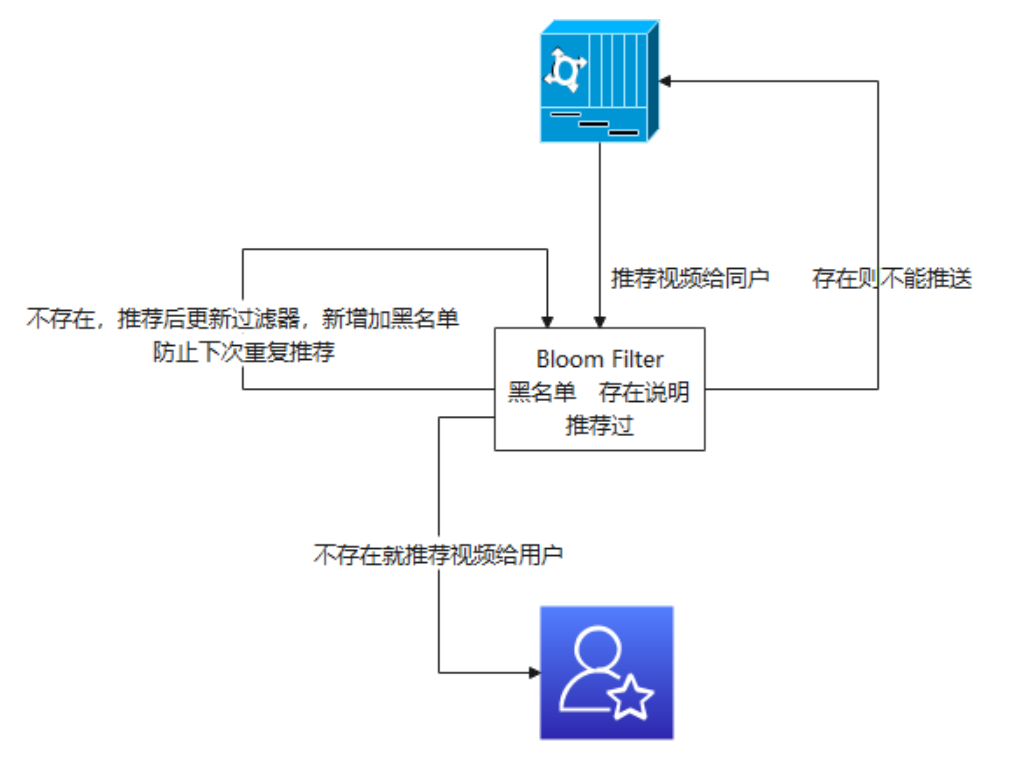 推荐视频给同户
存在则不能推送
不存在，推荐后更新过滤器，新增加黑名单
防止下次重复推荐
Bloom Filter
黑名单 存在说明
推荐过
不存在就推荐视频给用户